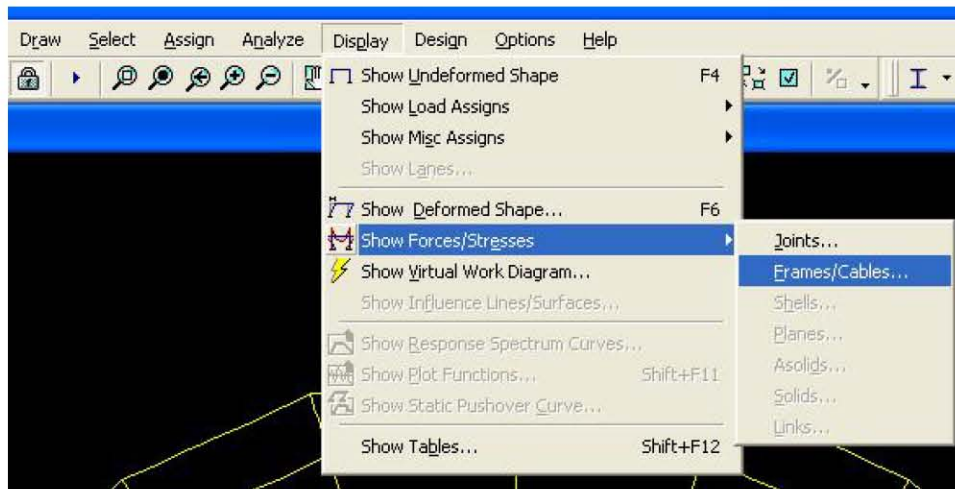 Draw Select Assign Analyze Display Design Options Help
Show Undeformed Shape F4
Show Load Assigns
Show Misc Assigns
Show Lanes...
Show Deformed Shape... F6
Show Forces/Stresses
Show Virtual Work Diagram...
Show Influence Lines/Surfaces...
Show Response Spectrum Curves...
Show Plot Functions... Shift+F11
Show Static Pushover Curve...
Show Tables... Shift+F12
Joints...
Frames/Cables...
Shells...
Planes...
Asolids...
Solids...
Links...